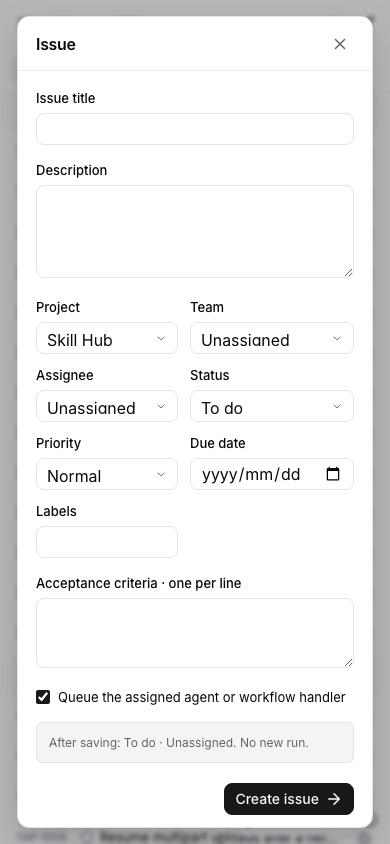 Issue
Issue title
Description
Project Team
Skill Hub Unassigned
Assignee Status
Unassigned To do
Priority Due date
Normal yyyy/mm/dd
Labels
Acceptance criteria · one per line
Queue the assigned agent or workflow handler
After saving: To do · Unassigned. No new run.
Create issue